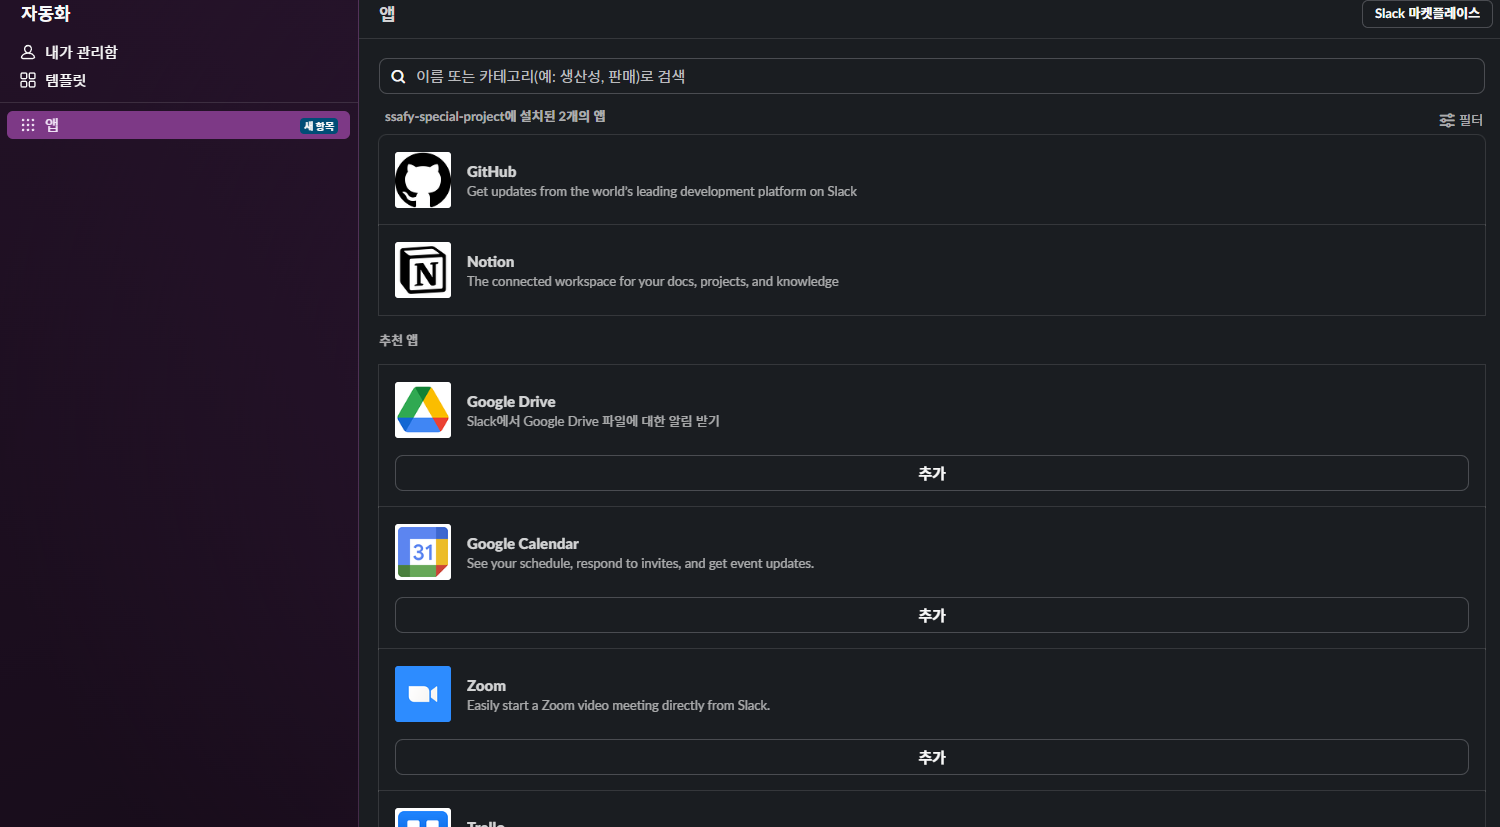 자동화
내가 관리함
템플릿
앱
새 항목
앱
Slack 마켓플레이스
이름 또는 카테고리(예: 생산성, 판매)로 검색
ssafy-special-project에 설치된 2개의 앱
필터
GitHub
Get updates from the world's leading development platform on Slack
N
Notion
The connected workspace for your docs, projects, and knowledge
추천 앱
Google Drive
Slack에서 Google Drive 파일에 대한 알림 받기
추가
31
Google Calendar
See your schedule, respond to invites, and get event updates.
추가
Zoom
Easily start a Zoom video meeting directly from Slack.
추가
Trello